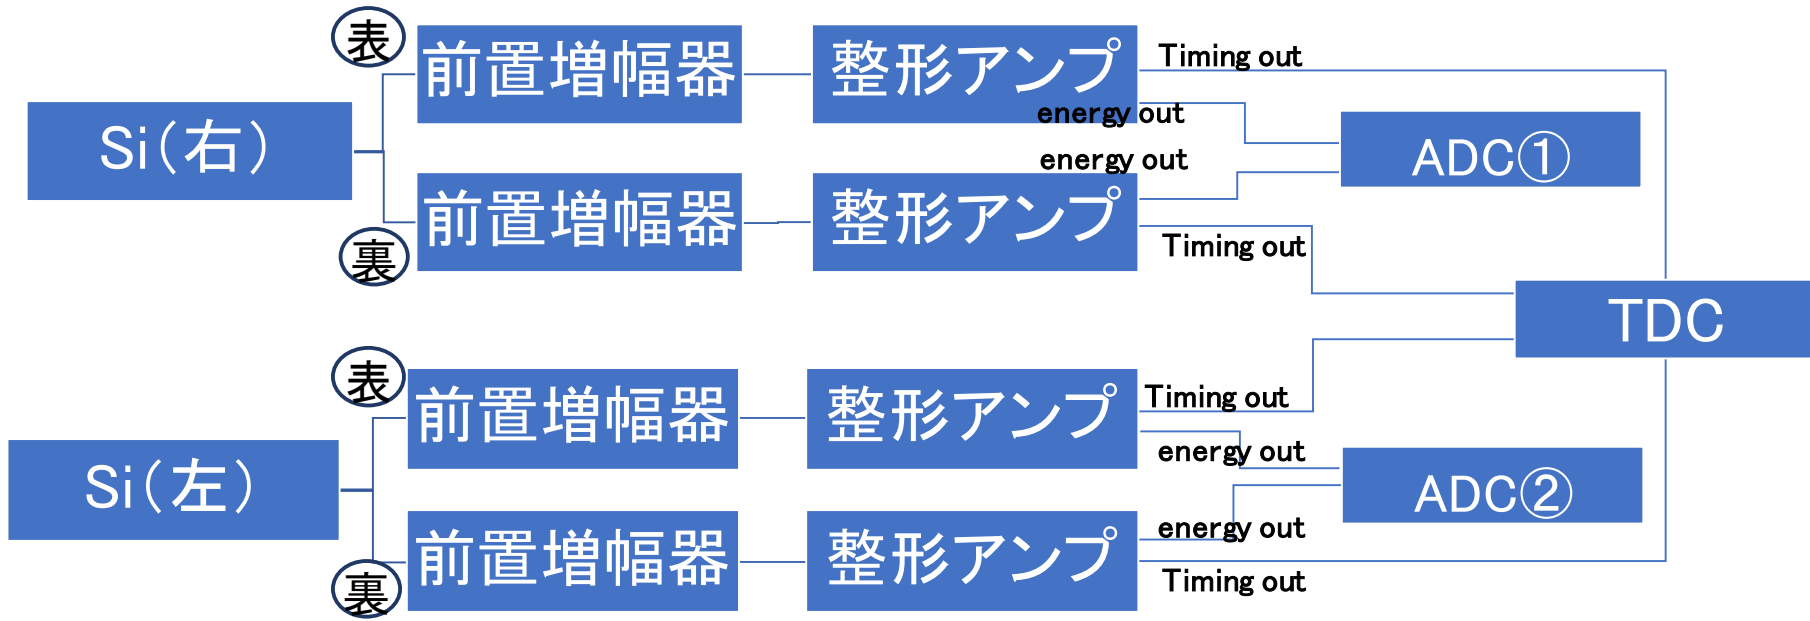 表
前置増幅器
整形アンプ
Timing out
energy out
Si(右)
ADC①
energy out
裏
前置増幅器
整形アンプ
Timing out
TDC
表
前置増幅器
整形アンプ
Timing out
energy out
Si(左)
ADC②
energy out
裏
前置増幅器
整形アンプ
Timing out